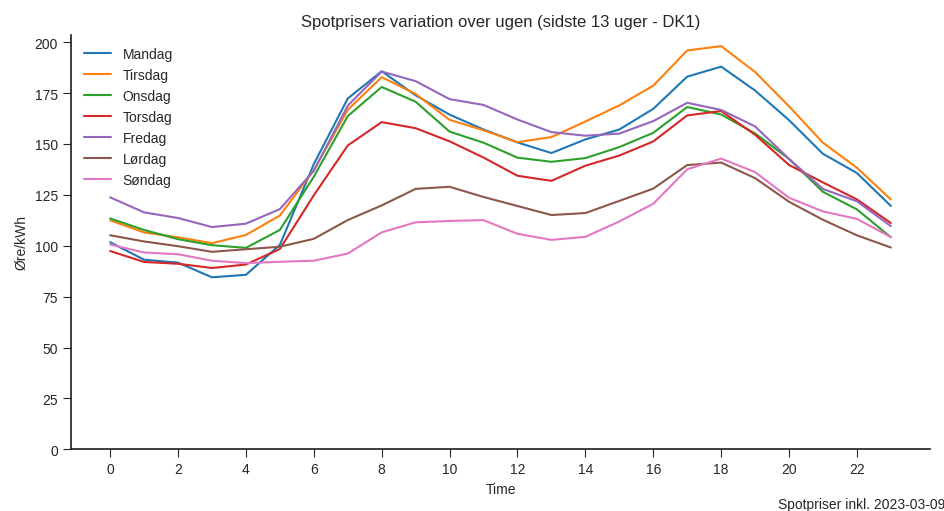 Spotprisers variation over ugen (sidste 13 uger - DK1)
200
175
150
125
100
75
50
25
0
Øre/kWh
Mandag
Tirsdag
Onsdag
Torsdag
Fredag
Lørdag
Søndag
0 2 4 6 8 10 12 14 16 18 20 22
Time
Spotpriser inkl. 2023-03-09